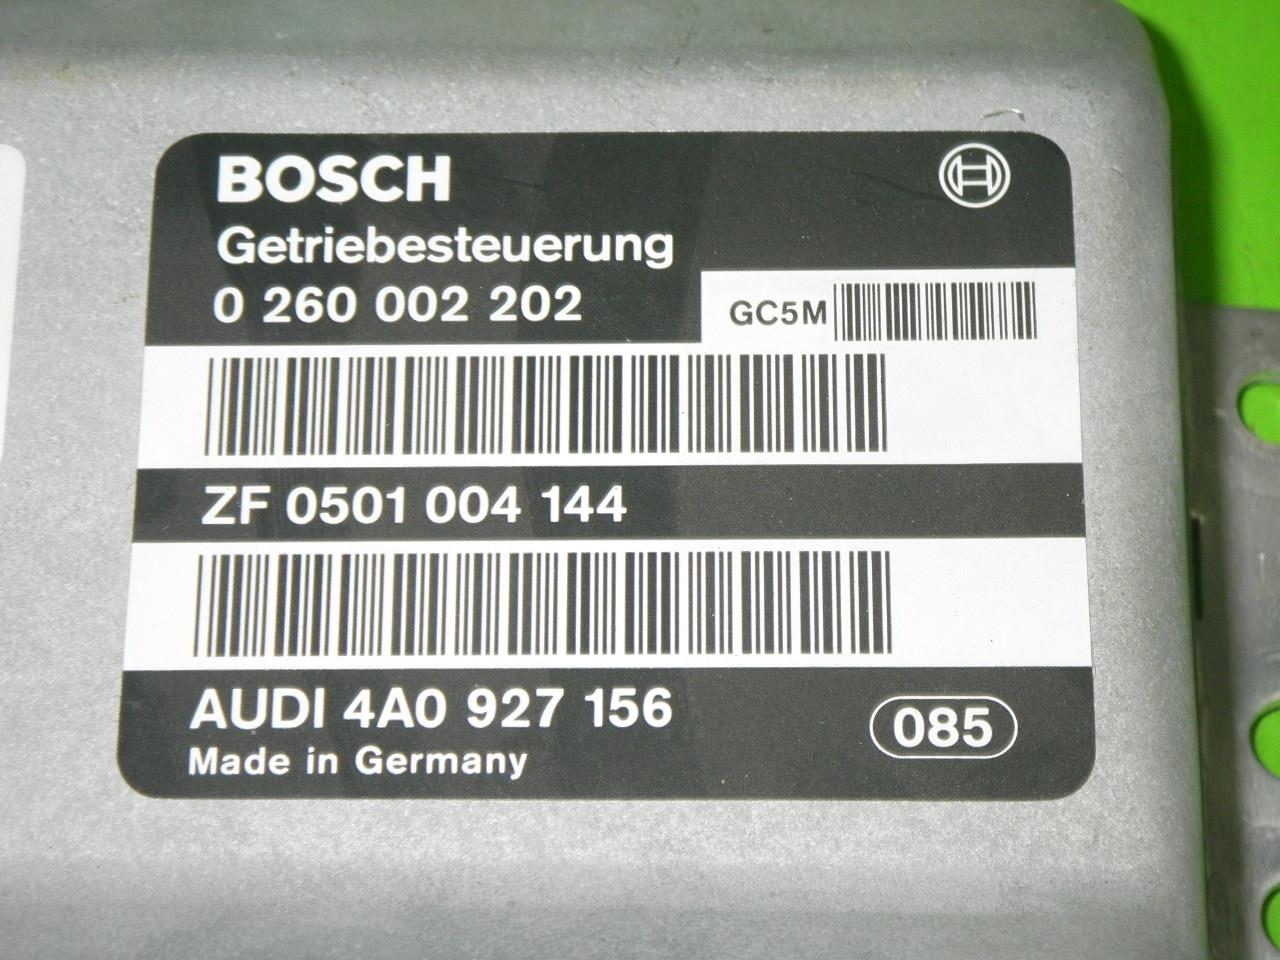 BOSCH
Getriebesteuerung
0 260 002 202
GC5M
ZF 0501 004 144
AUDI 4A0 927 156
085
Made in Germany